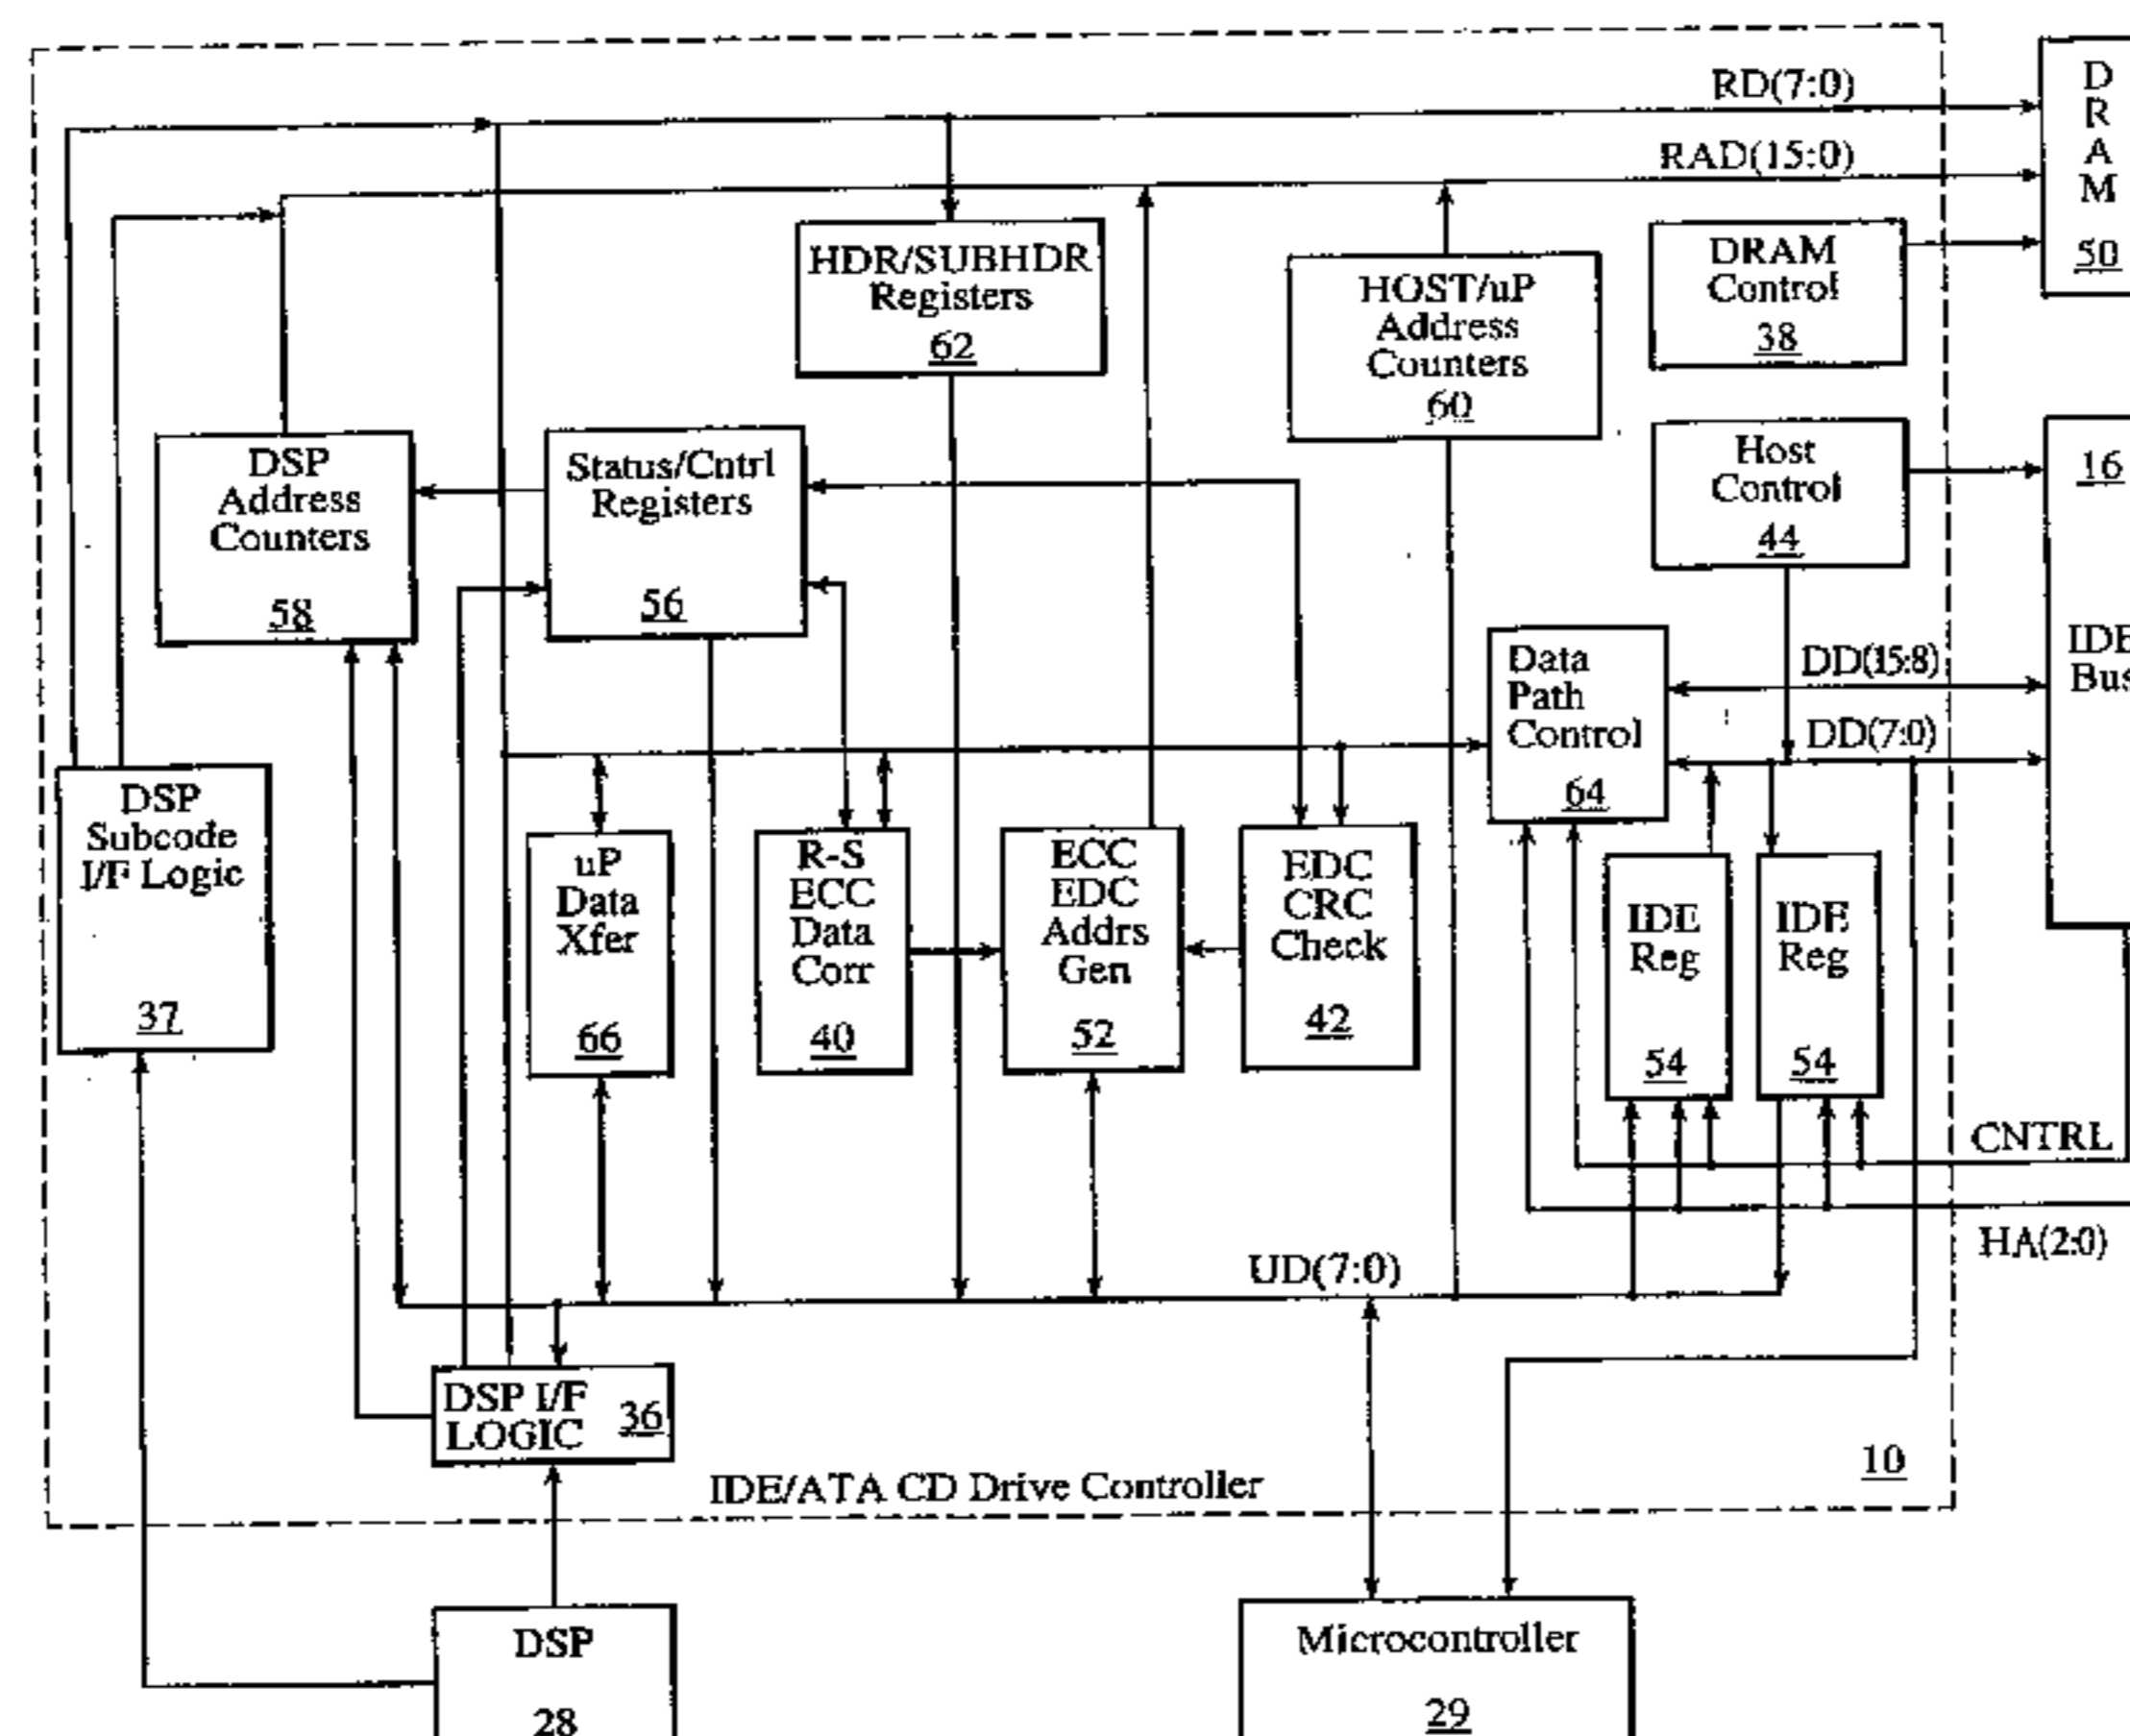 RD(7:0)
RAD(15:0)
D
R
A
M
50
HDR/SUBHDR
Registers
62
HOST/uP
Address
Counters
60
DRAM
Control
38
DSP
Address
Counters
58
Status/Cntrl
Registers
56
Host
Control
44
16
IDE
Bus
Data
Path
Control
64
DD(15:8)
DD(7:0)
DSP
Subcode
I/F Logic
37
uP
Data
Xfer
66
R-S
ECC
Data
Corr
40
ECC
EDC
Addrs
Gen
52
EDC
CRC
Check
42
IDE
Reg
54
IDE
Reg
54
CNTRL
HA(2:0)
UD(7:0)
DSP I/F
LOGIC
36
IDE/ATA CD Drive Controller
10
DSP
28
Microcontroller
29